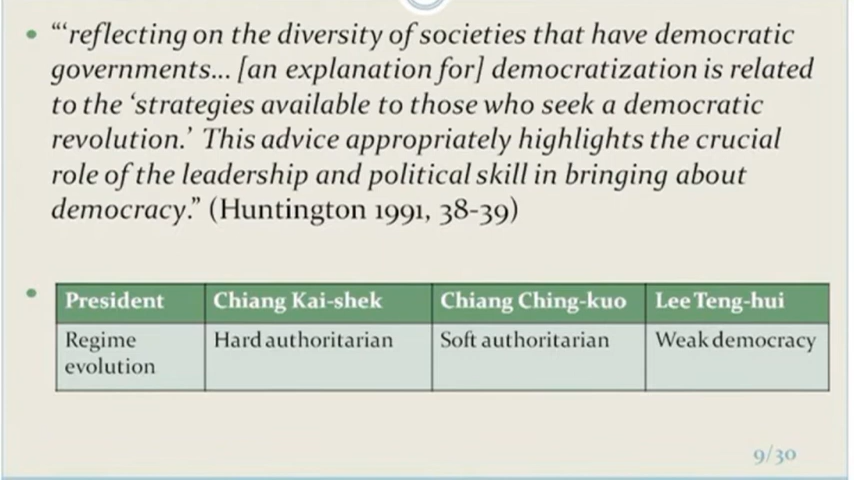 “‘reflecting on the diversity of societies that have democratic
governments... [an explanation for] democratization is related
to the ‘strategies available to those who seek a democratic
revolution.’ This advice appropriately highlights the crucial
role of the leadership and political skill in bringing about
democracy.” (Huntington 1991, 38-39)
President Chiang Kai-shek Chiang Ching-kuo Lee Teng-hui
Regime Hard authoritarian Soft authoritarian Weak democracy
evolution
9/30